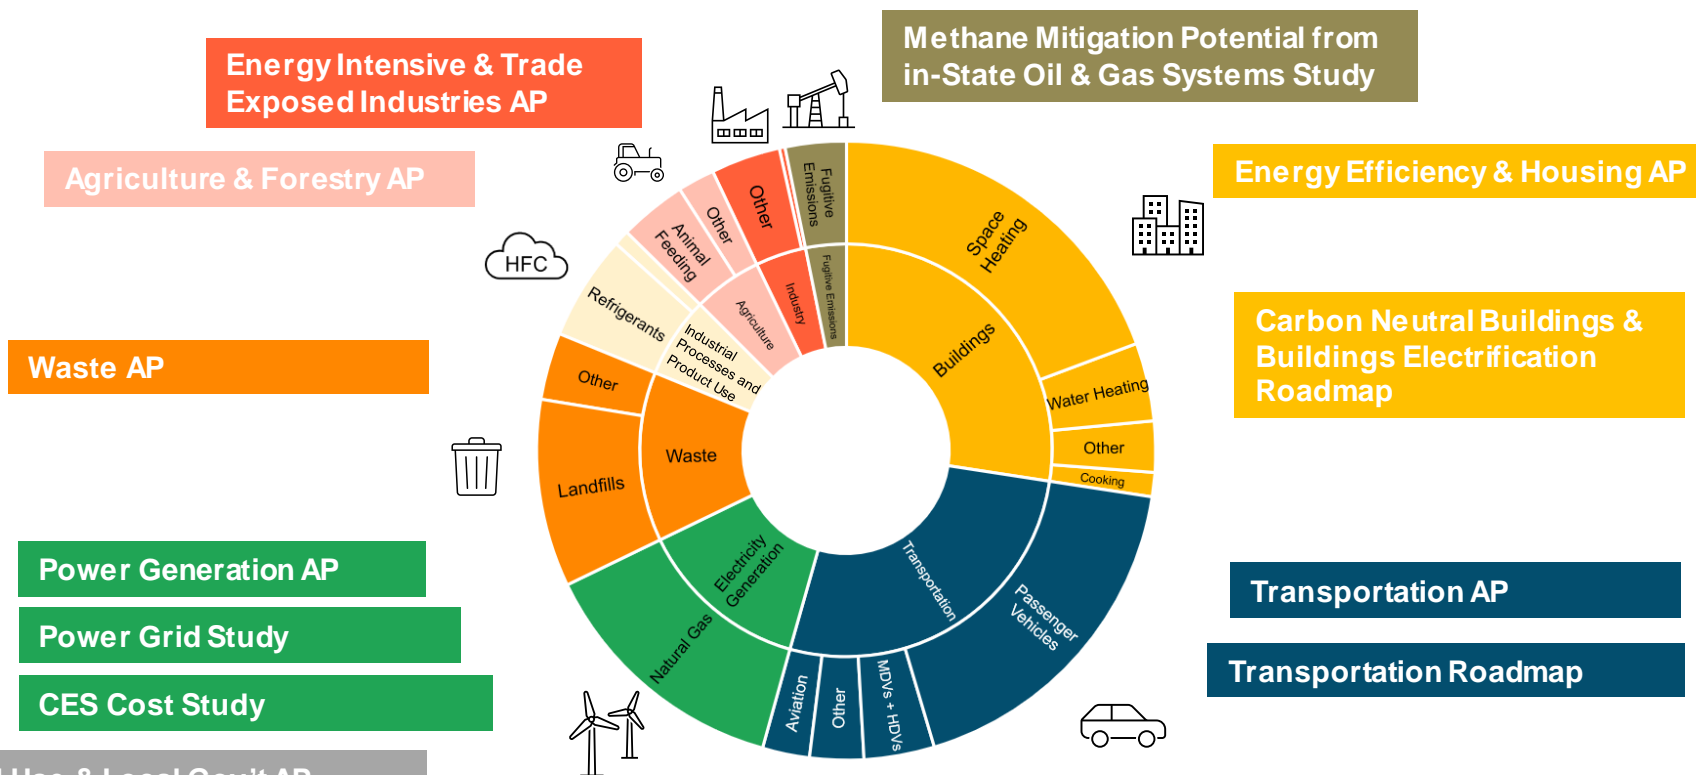 Methane Mitigation Potential from
in-State Oil & Gas Systems Study
Energy Intensive & Trade
Exposed Industries AP
Agriculture & Forestry AP
Energy Efficiency & Housing AP
HFC
Carbon Neutral Buildings &
Buildings Electrification
Roadmap
Waste AP
Power Generation AP
Power Grid Study
CES Cost Study
Use & Local Gov't AP
Transportation AP
Transportation Roadmap
Fugitive
Emissions
Space
Heating
Water Heating
Other
Cooking
Passenger
Vehicles
MDVs + HDVs
Other
Aviation
Natural Gas
Landfills
Other
Refrigerants
Animal
Feeding
Other
Other
Fugitive Emissions
Buildings
Transportation
Electricity
Generation
Waste
Industrial
Processes and
Product Use
Agriculture
Industry